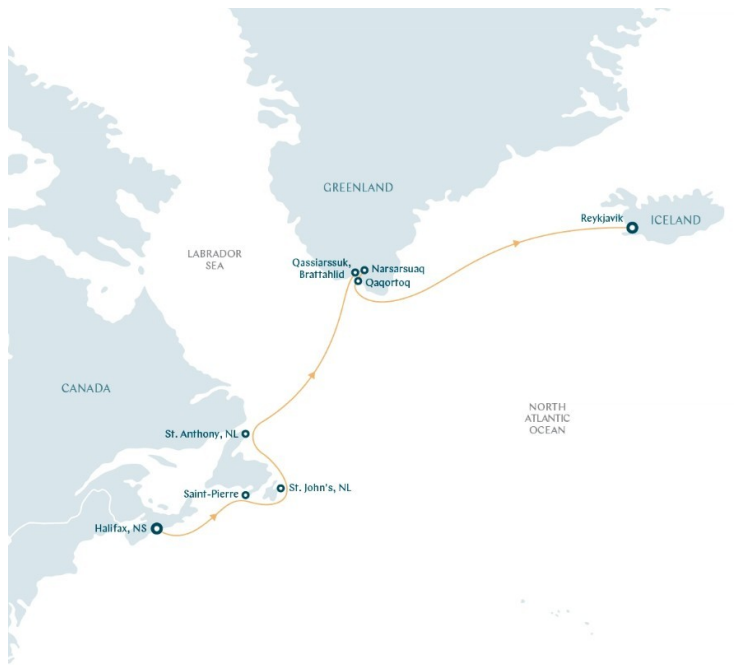 GREENLAND
Reykjavik
ICELAND
LABRADOR
SEA
Qassiarssuk,
Brattahlid
Narsarsuaq
Qaqortoq
CANADA
NORTH
ATLANTIC
OCEAN
St. Anthony, NL
Saint-Pierre
St. John's, NL
Halifax, NS